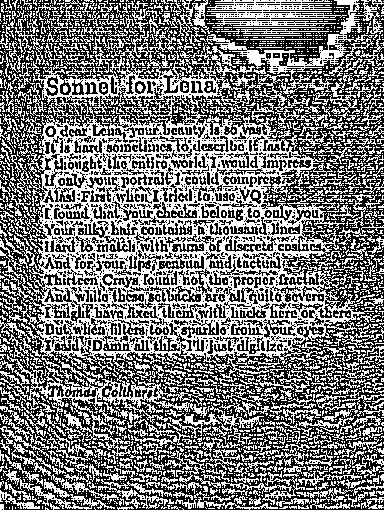 Sonnet for Lena
O dear Lena, your beauty is so vast
It is hard sometimes to describe it fast.
I thought the entire world I would impress
If only your portrait I could compress.
Alas! First when I tried to use VQ
I found that your cheeks belong to only you.
Your silky hair contains a thousand lines
Hard to match with sums of discrete cosines.
And for your lips, sensual and tactual
Thirteen Crays found not the proper fractal.
And while these setbacks are all quite severe
I might have fixed them with hacks here or there
But when filters took sparkle from your eyes
I said, 'Damn all this. I'll just digitize.'
Thomas Colthurst